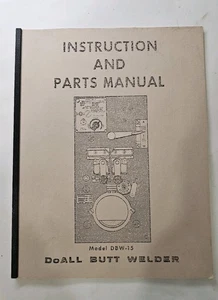 INSTRUCTION
AND
PARTS MANUAL
Model DBW-15
DoALL BUTT WELDER